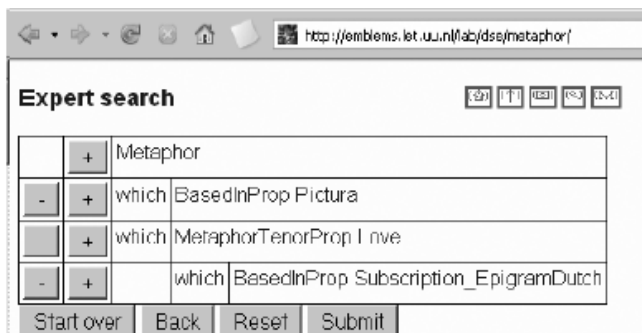 http://emblems.let.uu.nl/lab/dse/metaphor/
Expert search
+ Metaphor
- + which BasedInProp Pictura
+ which MetaphorTenorProp Love
- + which BasedInProp Subscription_EpigramDutch
Start over Back Reset Submit